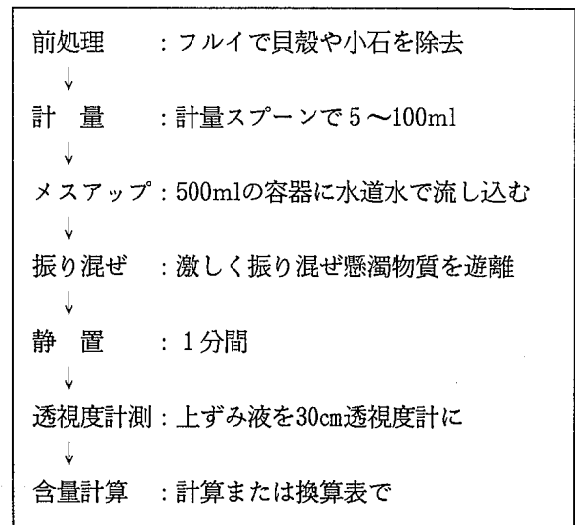 前処理　：フルイで貝殻や小石を除去
↓
計　量　：計量スプーンで5～100ml
↓
メスアップ：500mlの容器に水道水で流し込む
↓
振り混ぜ　：激しく振り混ぜ懸濁物質を遊離
↓
静　置　：1分間
↓
透視度計測：上ずみ液を30cm透視度計に
↓
含量計算　：計算または換算表で